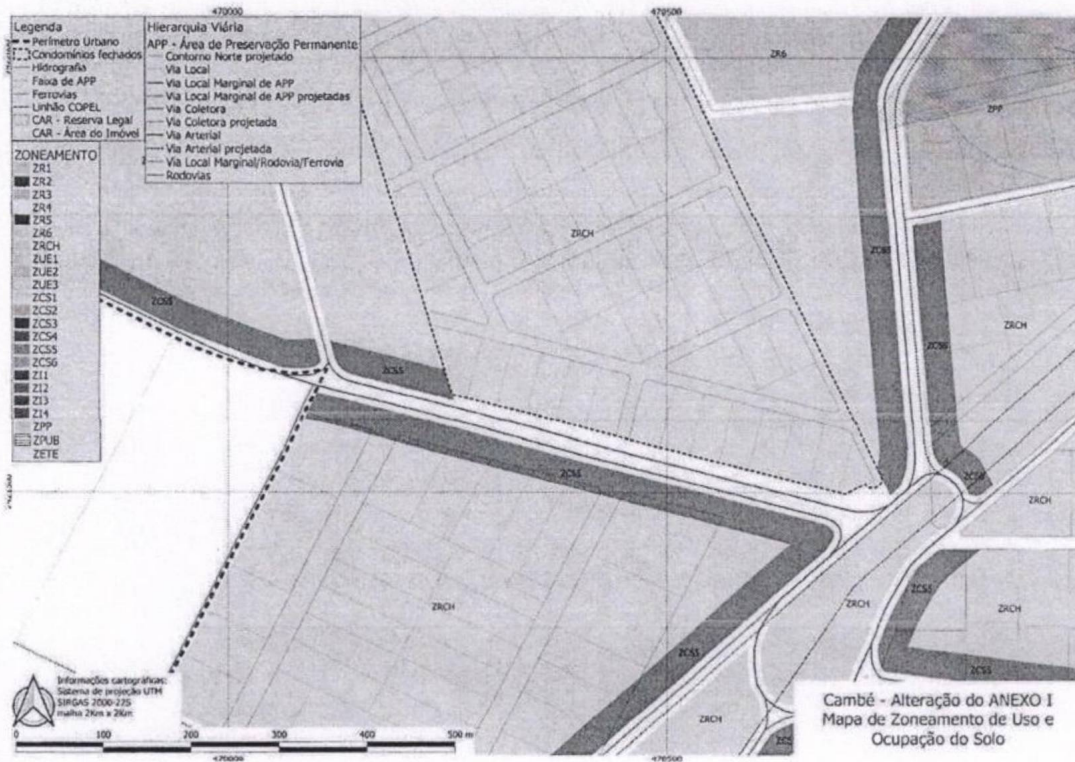 470000
470500
Legenda
Perímetro Urbano
Condomínios fechados
Hidrografia
Faixa de APP
Ferrovias
Linhão COPEL
CAR - Reserva Legal
CAR - Área do Imóvel
Hierarquia Viária
APP - Área de Preservação Permanente
Contorno Norte projetado
Via Local
Via Local Marginal de APP
Via Local Marginal de APP projetadas
Via Coletora
Via Coletora projetada
Via Arterial
Via Arterial projetada
Via Local Marginal/Rodovia/Ferrovia
Rodovias
ZONEAMENTO
ZR1
ZR2
ZR3
ZR4
ZR5
ZR6
ZRCH
ZUE1
ZUE2
ZUE3
ZCS1
ZCS2
ZCS3
ZCS4
ZCS5
ZCS6
ZI1
ZI2
ZI3
ZI4
ZPP
ZPUB
ZETE
ZR6
ZPP
ZRCH
ZCS5
ZCS5
ZRCH
ZCS6
ZCS5
ZCS5
ZCS6
ZRCH
ZRCH
ZRCH
ZCS5
ZRCH
ZCS5
ZCS5
ZRCH
Informações cartográficas:
Sistema de projeção UTM
SIRGAS 2000-22S
malha 2Km x 2Km
0 100 200 300 400 500 m
Cambé - Alteração do ANEXO I
Mapa de Zoneamento de Uso e
Ocupação do Solo
470000
470500